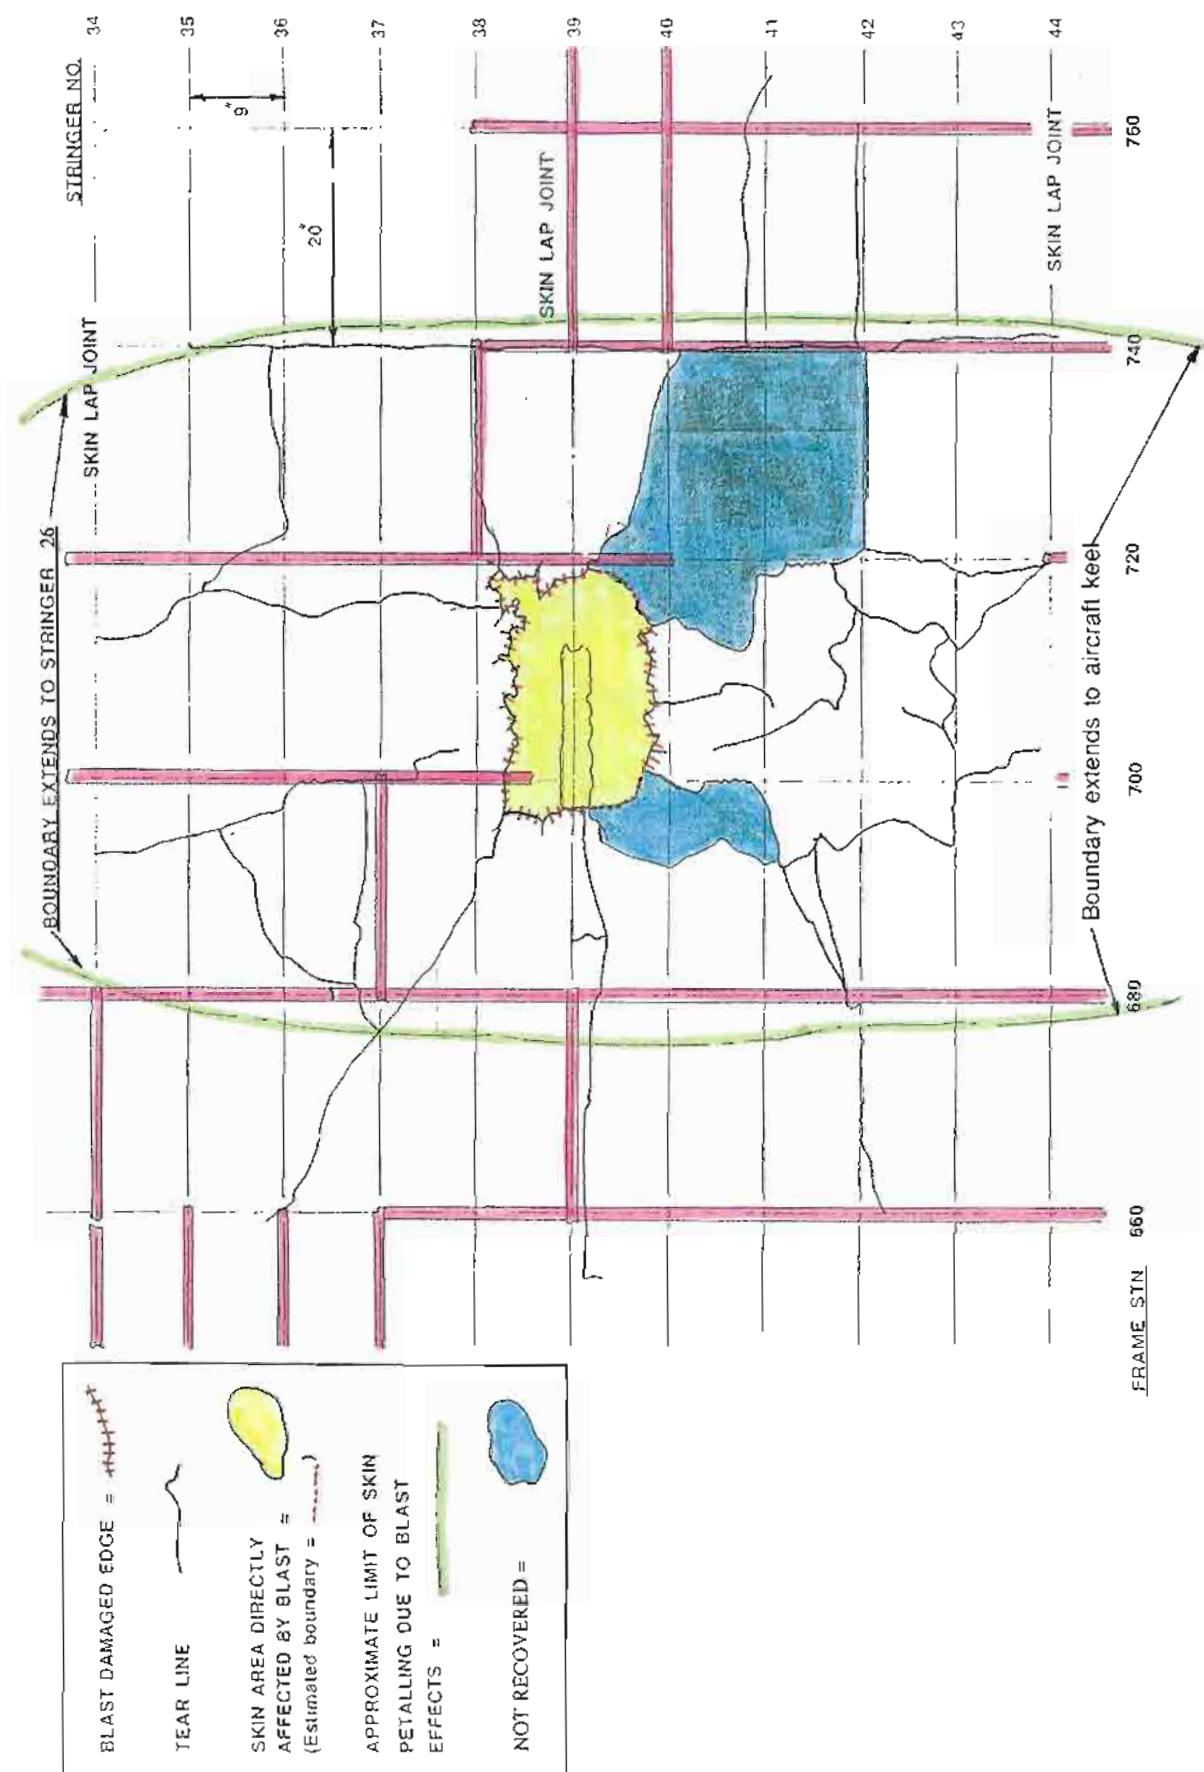 BOUNDARY EXTENDS TO STRINGER 26
STRINGER NO.
SKIN LAP JOINT
34
35
9"
36
20"
37
38
SKIN LAP JOINT
39
40
41
42
43
SKIN LAP JOINT
44
FRAME STN
660
680
700
720
740
760
Boundary extends to aircraft keel
BLAST DAMAGED EDGE =
TEAR LINE
SKIN AREA DIRECTLY
AFFECTED BY BLAST =
(Estimated boundary = )
APPROXIMATE LIMIT OF SKIN
PETALLING DUE TO BLAST
EFFECTS =
NOT RECOVERED =